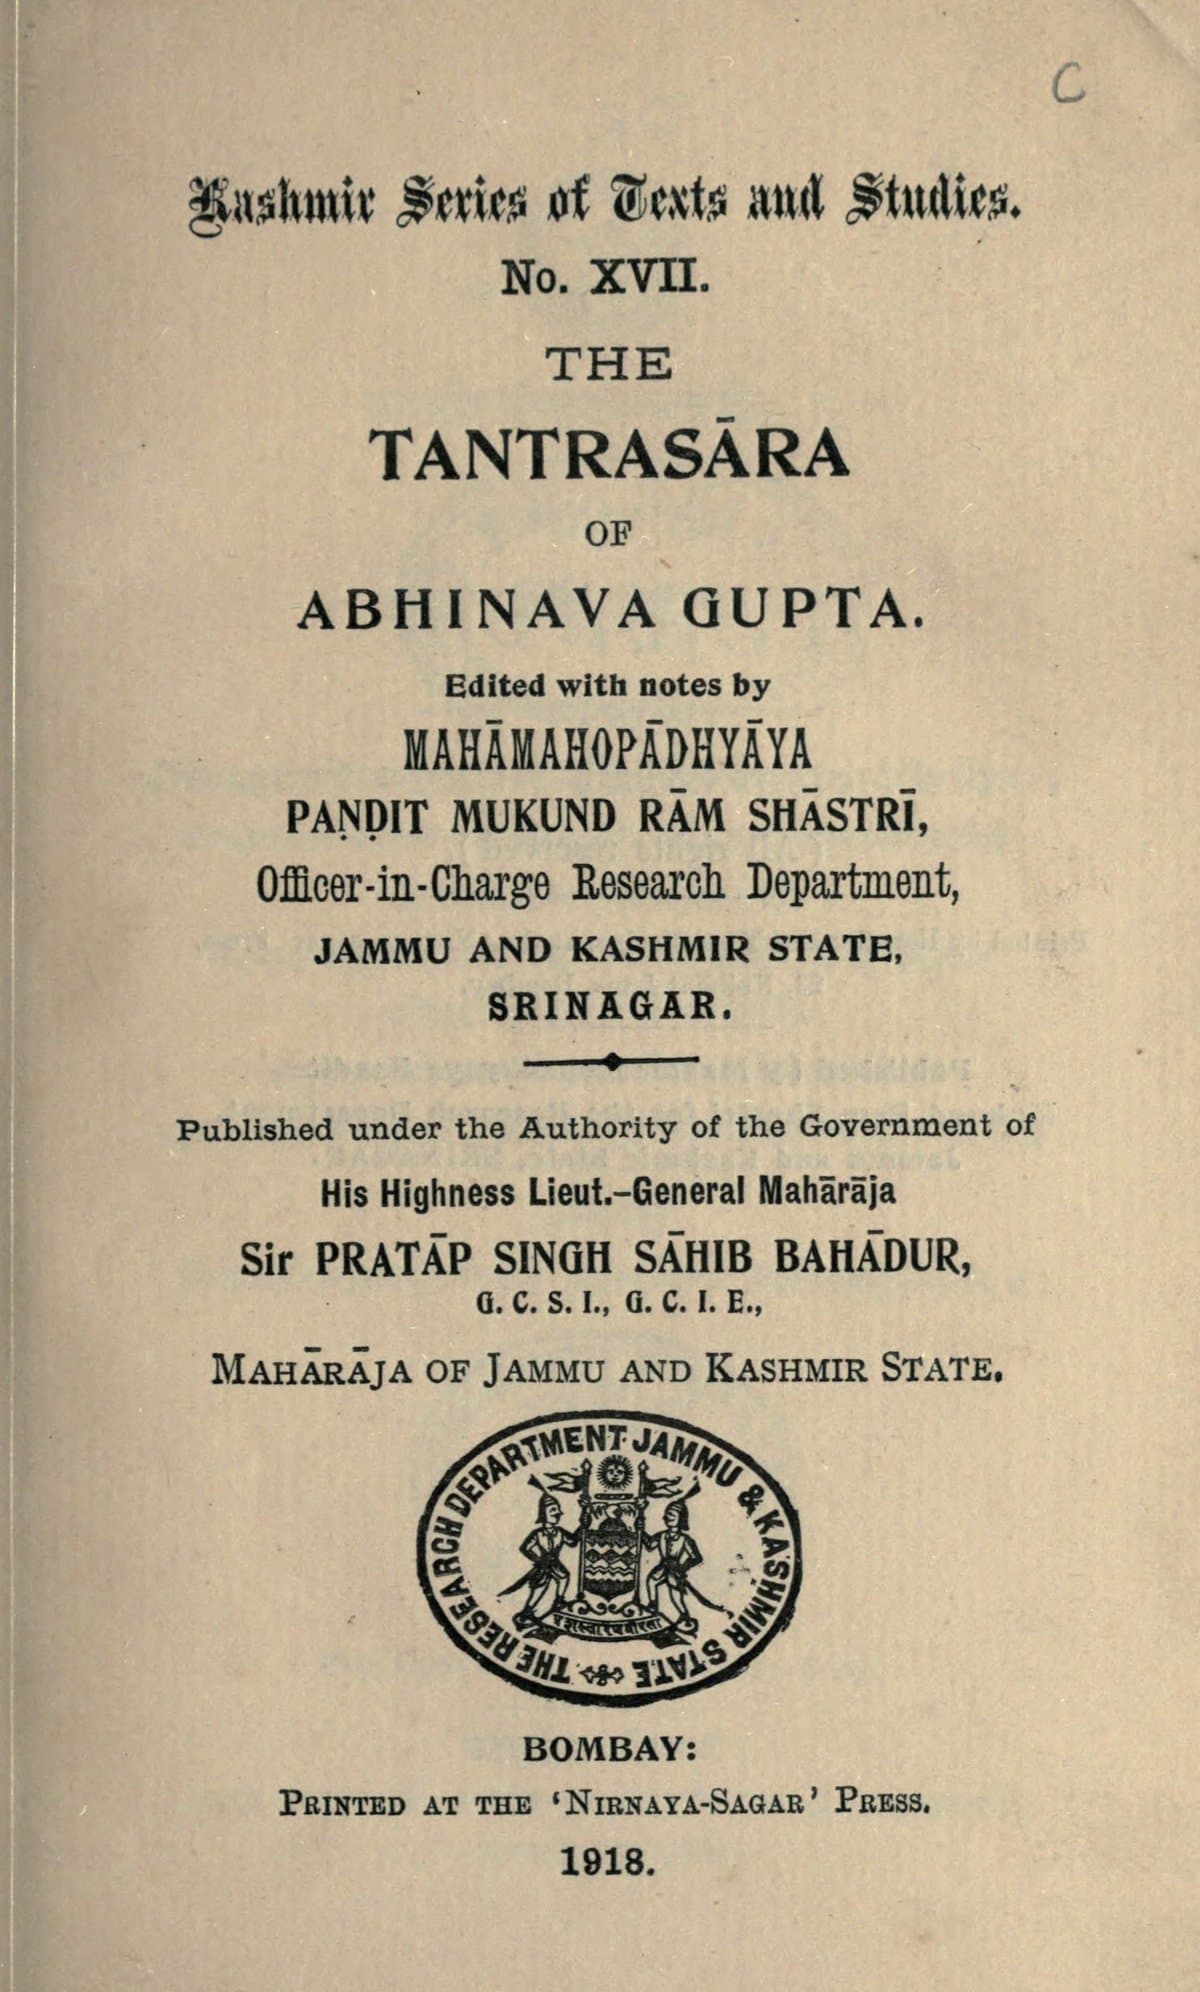 C
Kashmir Series of Texts and Studies.
No. XVII.
THE
TANTRASĀRA
OF
ABHINAVA GUPTA.
Edited with notes by
MAHĀMAHOPĀDHYĀYA
PAṆḌIT MUKUND RĀM SHĀSTRĪ,
Officer-in-Charge Research Department,
JAMMU AND KASHMIR STATE,
SRINAGAR.
Published under the Authority of the Government of
His Highness Lieut.-General Mahārāja
Sir PRATĀP SINGH SĀHIB BAHĀDUR,
G. C. S. I., G. C. I. E.,
MAHĀRĀJA OF JAMMU AND KASHMIR STATE.
THE RESEARCH DEPARTMENT JAMMU & KASHMIR STATE
BOMBAY:
PRINTED AT THE ‘NIRNAYA-SAGAR’ PRESS.
1918.